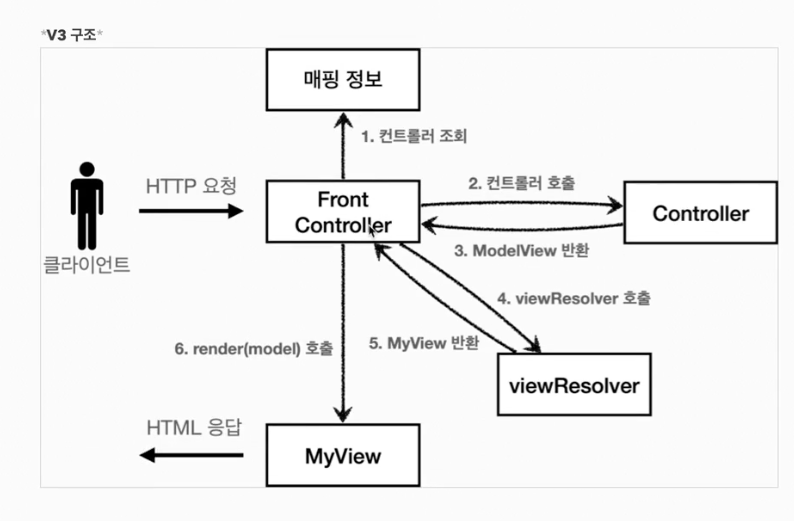 *V3 구조*
매핑 정보
1. 컨트롤러 조회
HTTP 요청
Front
Controller
2. 컨트롤러 호출
Controller
3. ModelView 반환
클라이언트
4. viewResolver 호출
5. MyView 반환
6. render(model) 호출
viewResolver
HTML 응답
MyView